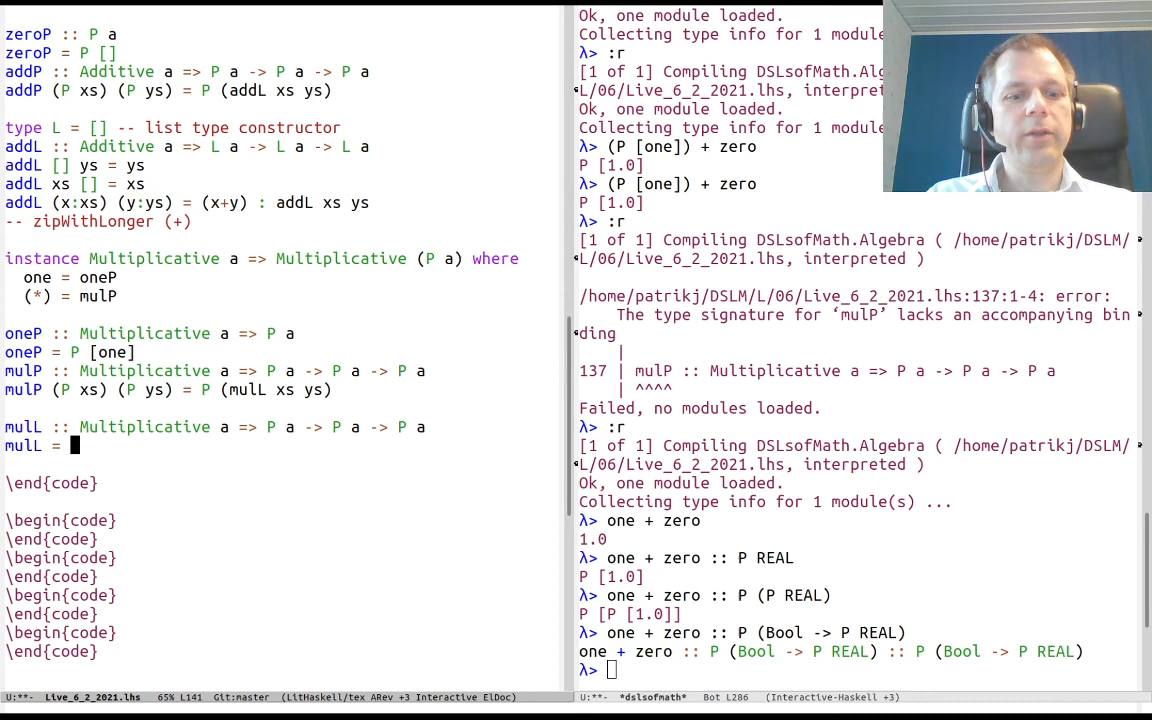 zeroP :: P a
zeroP = P []
addP :: Additive a => P a -> P a -> P a
addP (P xs) (P ys) = P (addL xs ys)
type L = [] -- list type constructor
addL :: Additive a => L a -> L a -> L a
addL [] ys = ys
addL xs [] = xs
addL (x:xs) (y:ys) = (x+y) : addL xs ys
-- zipWithLonger (+)
instance Multiplicative a => Multiplicative (P a) where
one = oneP
(*) = mulP
oneP :: Multiplicative a => P a
oneP = P [one]
mulP :: Multiplicative a => P a -> P a -> P a
mulP (P xs) (P ys) = P (mulL xs ys)
mulL :: Multiplicative a => P a -> P a -> P a
mulL =
\end{code}
\begin{code}
\end{code}
\begin{code}
\end{code}
\begin{code}
\end{code}
\begin{code}
\end{code}
U:**- Live_6_2_2021.lhs 65% L141 Git:master (LitHaskell/tex ARev +3 Interactive ElDoc)
Ok, one module loaded.
Collecting type info for 1 module
λ> :r
[1 of 1] Compiling DSLsofMath.Alge
L/06/Live_6_2_2021.lhs, interpret
Ok, one module loaded.
Collecting type info for 1 module
λ> (P [one]) + zero
P [1.0]
λ> (P [one]) + zero
P [1.0]
λ> :r
[1 of 1] Compiling DSLsofMath.Algebra ( /home/patrikj/DSLM/
L/06/Live_6_2_2021.lhs, interpreted )
/home/patrikj/DSLM/L/06/Live_6_2_2021.lhs:137:1-4: error:
The type signature for ‘mulP’ lacks an accompanying bin
ding
|
137 | mulP :: Multiplicative a => P a -> P a -> P a
| ^^^^
Failed, no modules loaded.
λ> :r
[1 of 1] Compiling DSLsofMath.Algebra ( /home/patrikj/DSLM/
L/06/Live_6_2_2021.lhs, interpreted )
Ok, one module loaded.
Collecting type info for 1 module(s) ...
λ> one + zero
1.0
λ> one + zero :: P REAL
P [1.0]
λ> one + zero :: P (P REAL)
P [P [1.0]]
λ> one + zero :: P (Bool -> P REAL)
one + zero :: P (Bool -> P REAL) :: P (Bool -> P REAL)
λ>
U:**- *dslsofmath* Bot L286 (Interactive-Haskell +3)